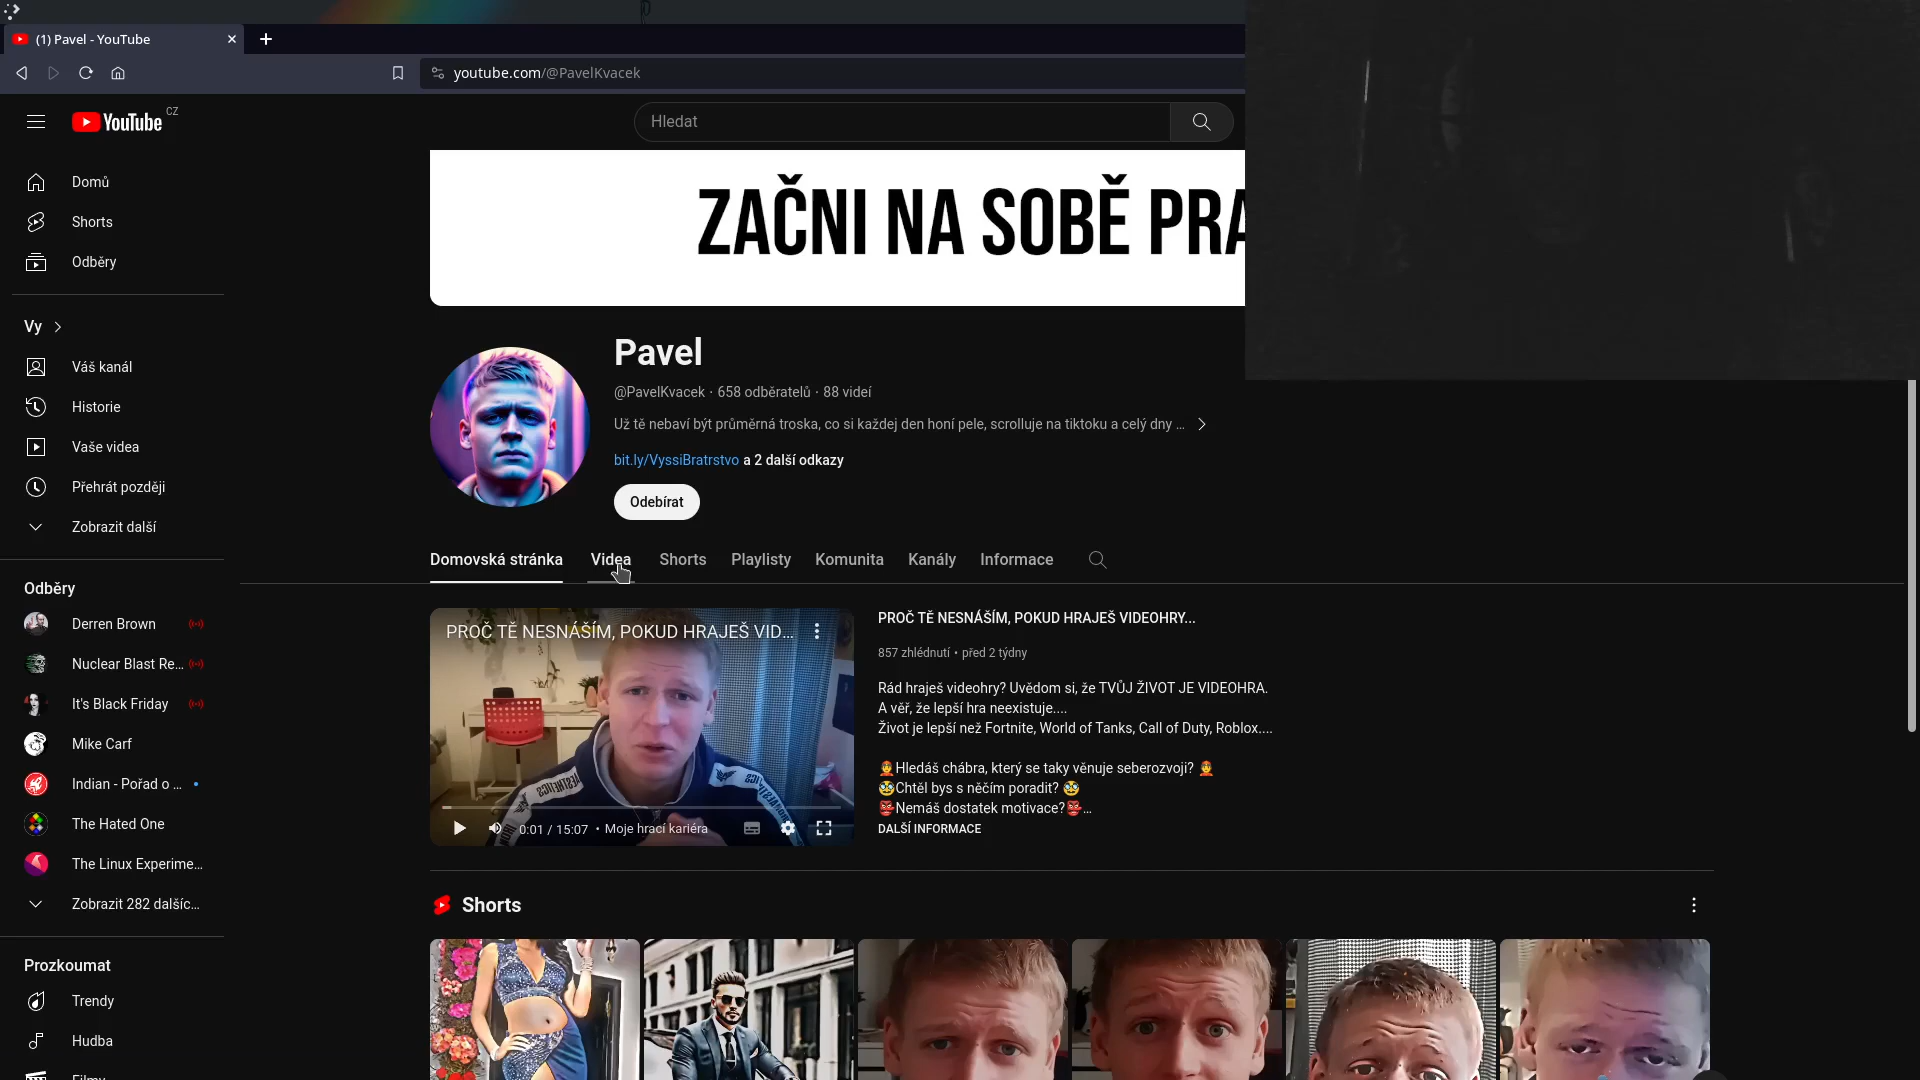 (1) Pavel - YouTube
youtube.com/@PavelKvacek
YouTube CZ
Hledat
Domů
Shorts
Odběry
Vy
Váš kanál
Historie
Vaše videa
Přehrát později
Zobrazit další
Odběry
Derren Brown
Nuclear Blast Re...
It's Black Friday
Mike Carf
Indian - Pořad o ...
The Hated One
The Linux Experime...
Zobrazit 282 dalšíc...
Prozkoumat
Trendy
Hudba
Filmy
ZAČNI NA SOBĚ PRA
Pavel
@PavelKvacek · 658 odběratelů · 88 videí
Už tě nebaví být průměrná troska, co si každej den honí pele, scrolluje na tiktoku a celý dny ...
bit.ly/VyssiBratrstvo a 2 další odkazy
Odebírat
Domovská stránka Videa Shorts Playlisty Komunita Kanály Informace
PROČ TĚ NESNÁŠÍM, POKUD HRAJEŠ VID...
0:01 / 15:07 • Moje hrací kariéra
PROČ TĚ NESNÁŠÍM, POKUD HRAJEŠ VIDEOHRY...
857 zhlédnutí • před 2 týdny
Rád hraješ videohry? Uvědom si, že TVŮJ ŽIVOT JE VIDEOHRA.
A věř, že lepší hra neexistuje....
Život je lepší než Fortnite, World of Tanks, Call of Duty, Roblox....
👲Hledáš chábra, který se taky věnuje seberozvoji? 👲
🥸Chtěl bys s něčím poradit? 🥸
👺Nemáš dostatek motivace?👺...
DALŠÍ INFORMACE
Shorts